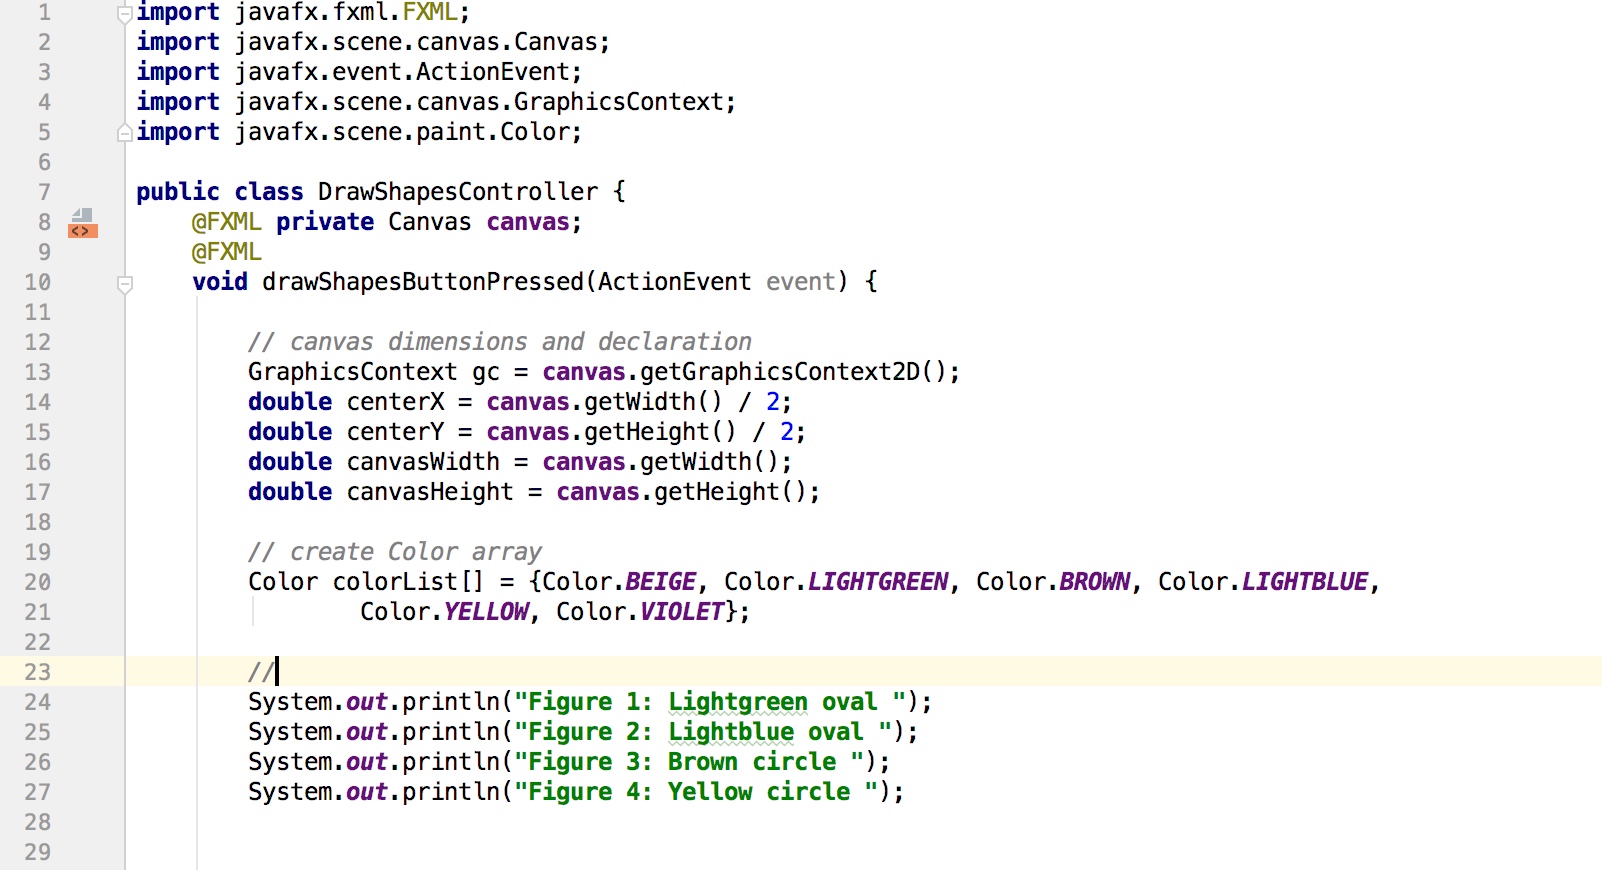 1 import javafx.fxml.FXML;
2 import javafx.scene.canvas.Canvas;
3 import javafx.event.ActionEvent;
4 import javafx.scene.canvas.GraphicsContext;
5 import javafx.scene.paint.Color;
6
7 public class DrawShapesController {
8 <> @FXML private Canvas canvas;
9 @FXML
10 void drawShapesButtonPressed(ActionEvent event) {
11
12 // canvas dimensions and declaration
13 GraphicsContext gc = canvas.getGraphicsContext2D();
14 double centerX = canvas.getWidth() / 2;
15 double centerY = canvas.getHeight() / 2;
16 double canvasWidth = canvas.getWidth();
17 double canvasHeight = canvas.getHeight();
18
19 // create Color array
20 Color colorList[] = {Color.BEIGE, Color.LIGHTGREEN, Color.BROWN, Color.LIGHTBLUE,
21 Color.YELLOW, Color.VIOLET};
22
23 //
24 System.out.println("Figure 1: Lightgreen oval ");
25 System.out.println("Figure 2: Lightblue oval ");
26 System.out.println("Figure 3: Brown circle ");
27 System.out.println("Figure 4: Yellow circle ");
28
29